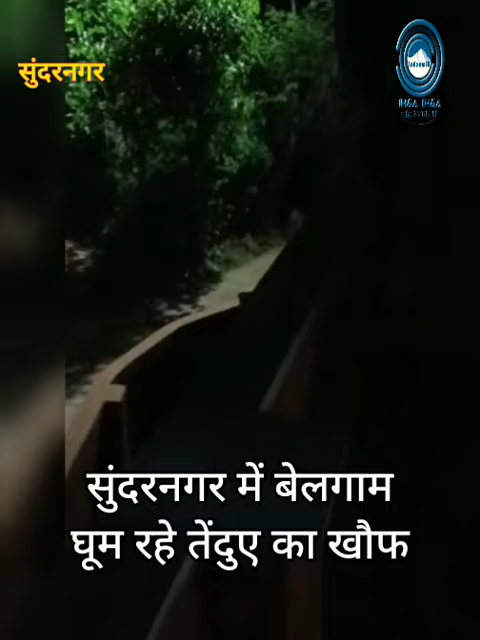 सुंदरनगर
सुंदरनगर में बेलगाम
घूम रहे तेंदुए का खौफ